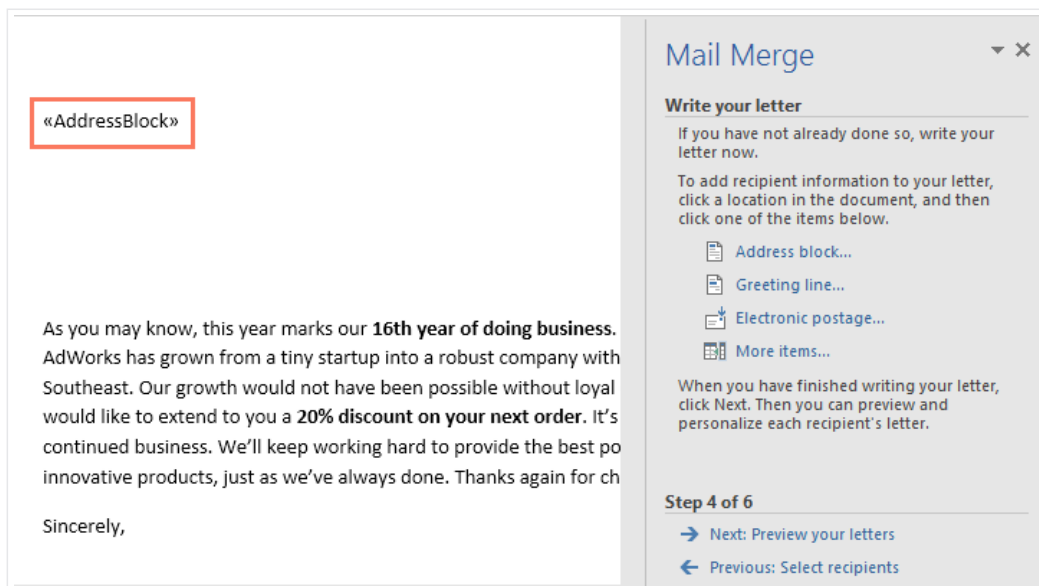 «AddressBlock»
As you may know, this year marks our 16th year of doing business.
AdWorks has grown from a tiny startup into a robust company with
Southeast. Our growth would not have been possible without loyal
would like to extend to you a 20% discount on your next order. It’s
continued business. We’ll keep working hard to provide the best po
innovative products, just as we’ve always done. Thanks again for ch
Sincerely,
Mail Merge
Write your letter
If you have not already done so, write your
letter now.
To add recipient information to your letter,
click a location in the document, and then
click one of the items below.
Address block...
Greeting line...
Electronic postage...
More items...
When you have finished writing your letter,
click Next. Then you can preview and
personalize each recipient's letter.
Step 4 of 6
Next: Preview your letters
Previous: Select recipients